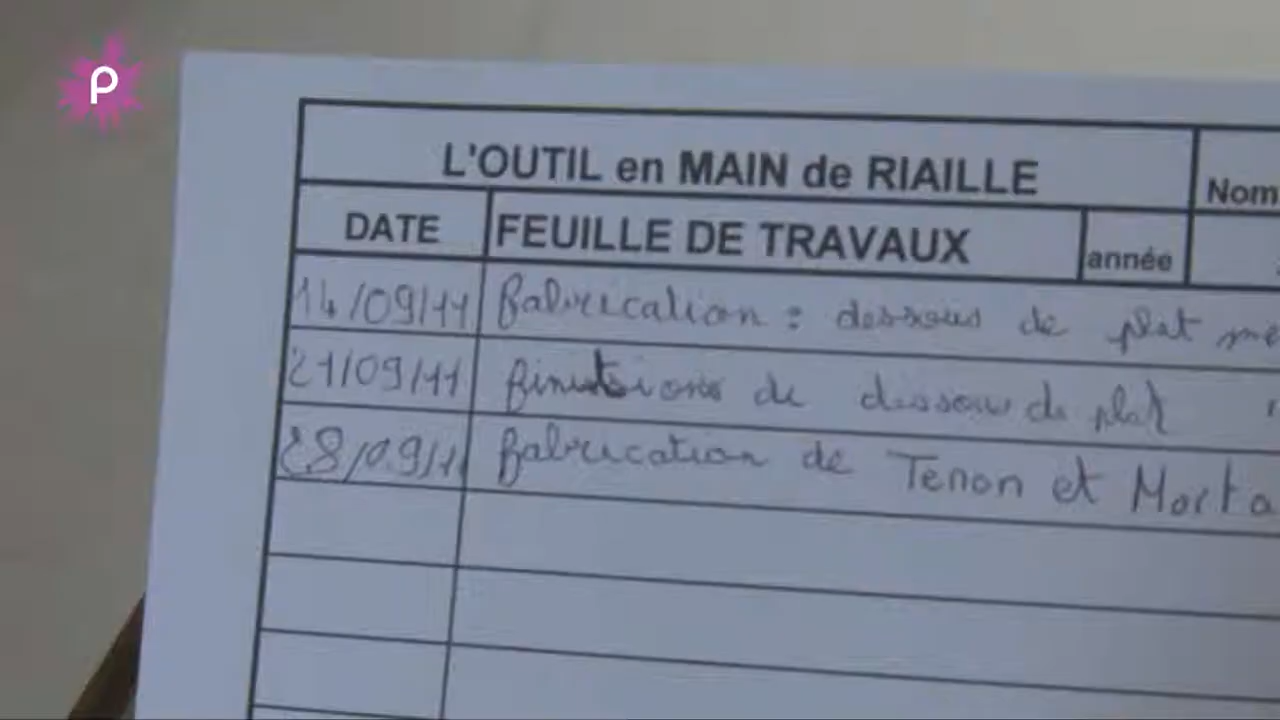 P
L'OUTIL en MAIN de RIAILLE
Nom
DATE FEUILLE DE TRAVAUX année
14/09/11 fabrication : dessous de plat me
21/09/11 finitions de dessous de plat
28/09/11 fabrication de Tenon et Morta